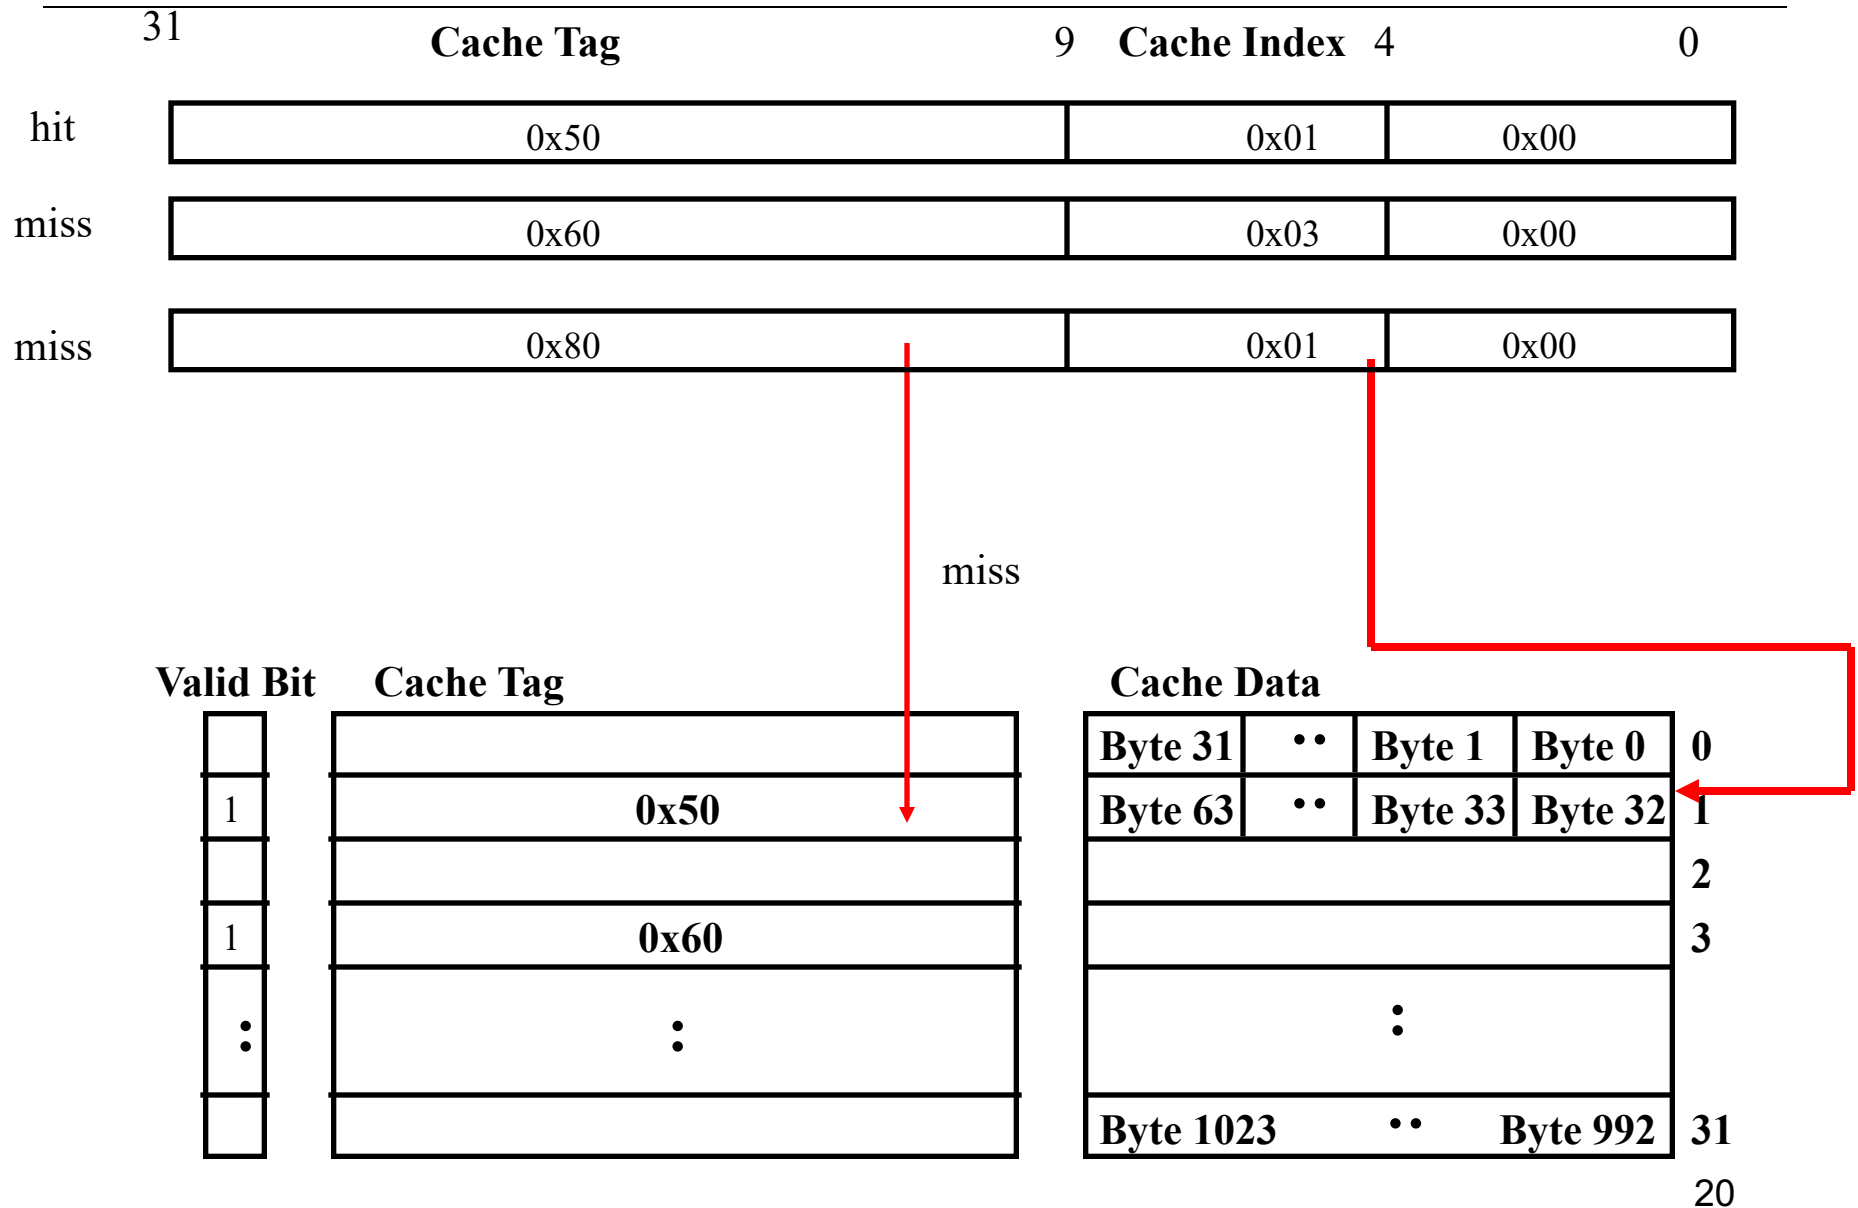 31 Cache Tag 9 Cache Index 4 0
hit 0x50 0x01 0x00
miss 0x60 0x03 0x00
miss 0x80 0x01 0x00
miss
Valid Bit Cache Tag Cache Data
Byte 31 .. Byte 1 Byte 0 0
1 0x50 Byte 63 .. Byte 33 Byte 32 1
2
1 0x60 3
: : :
Byte 1023 .. Byte 992 31
20